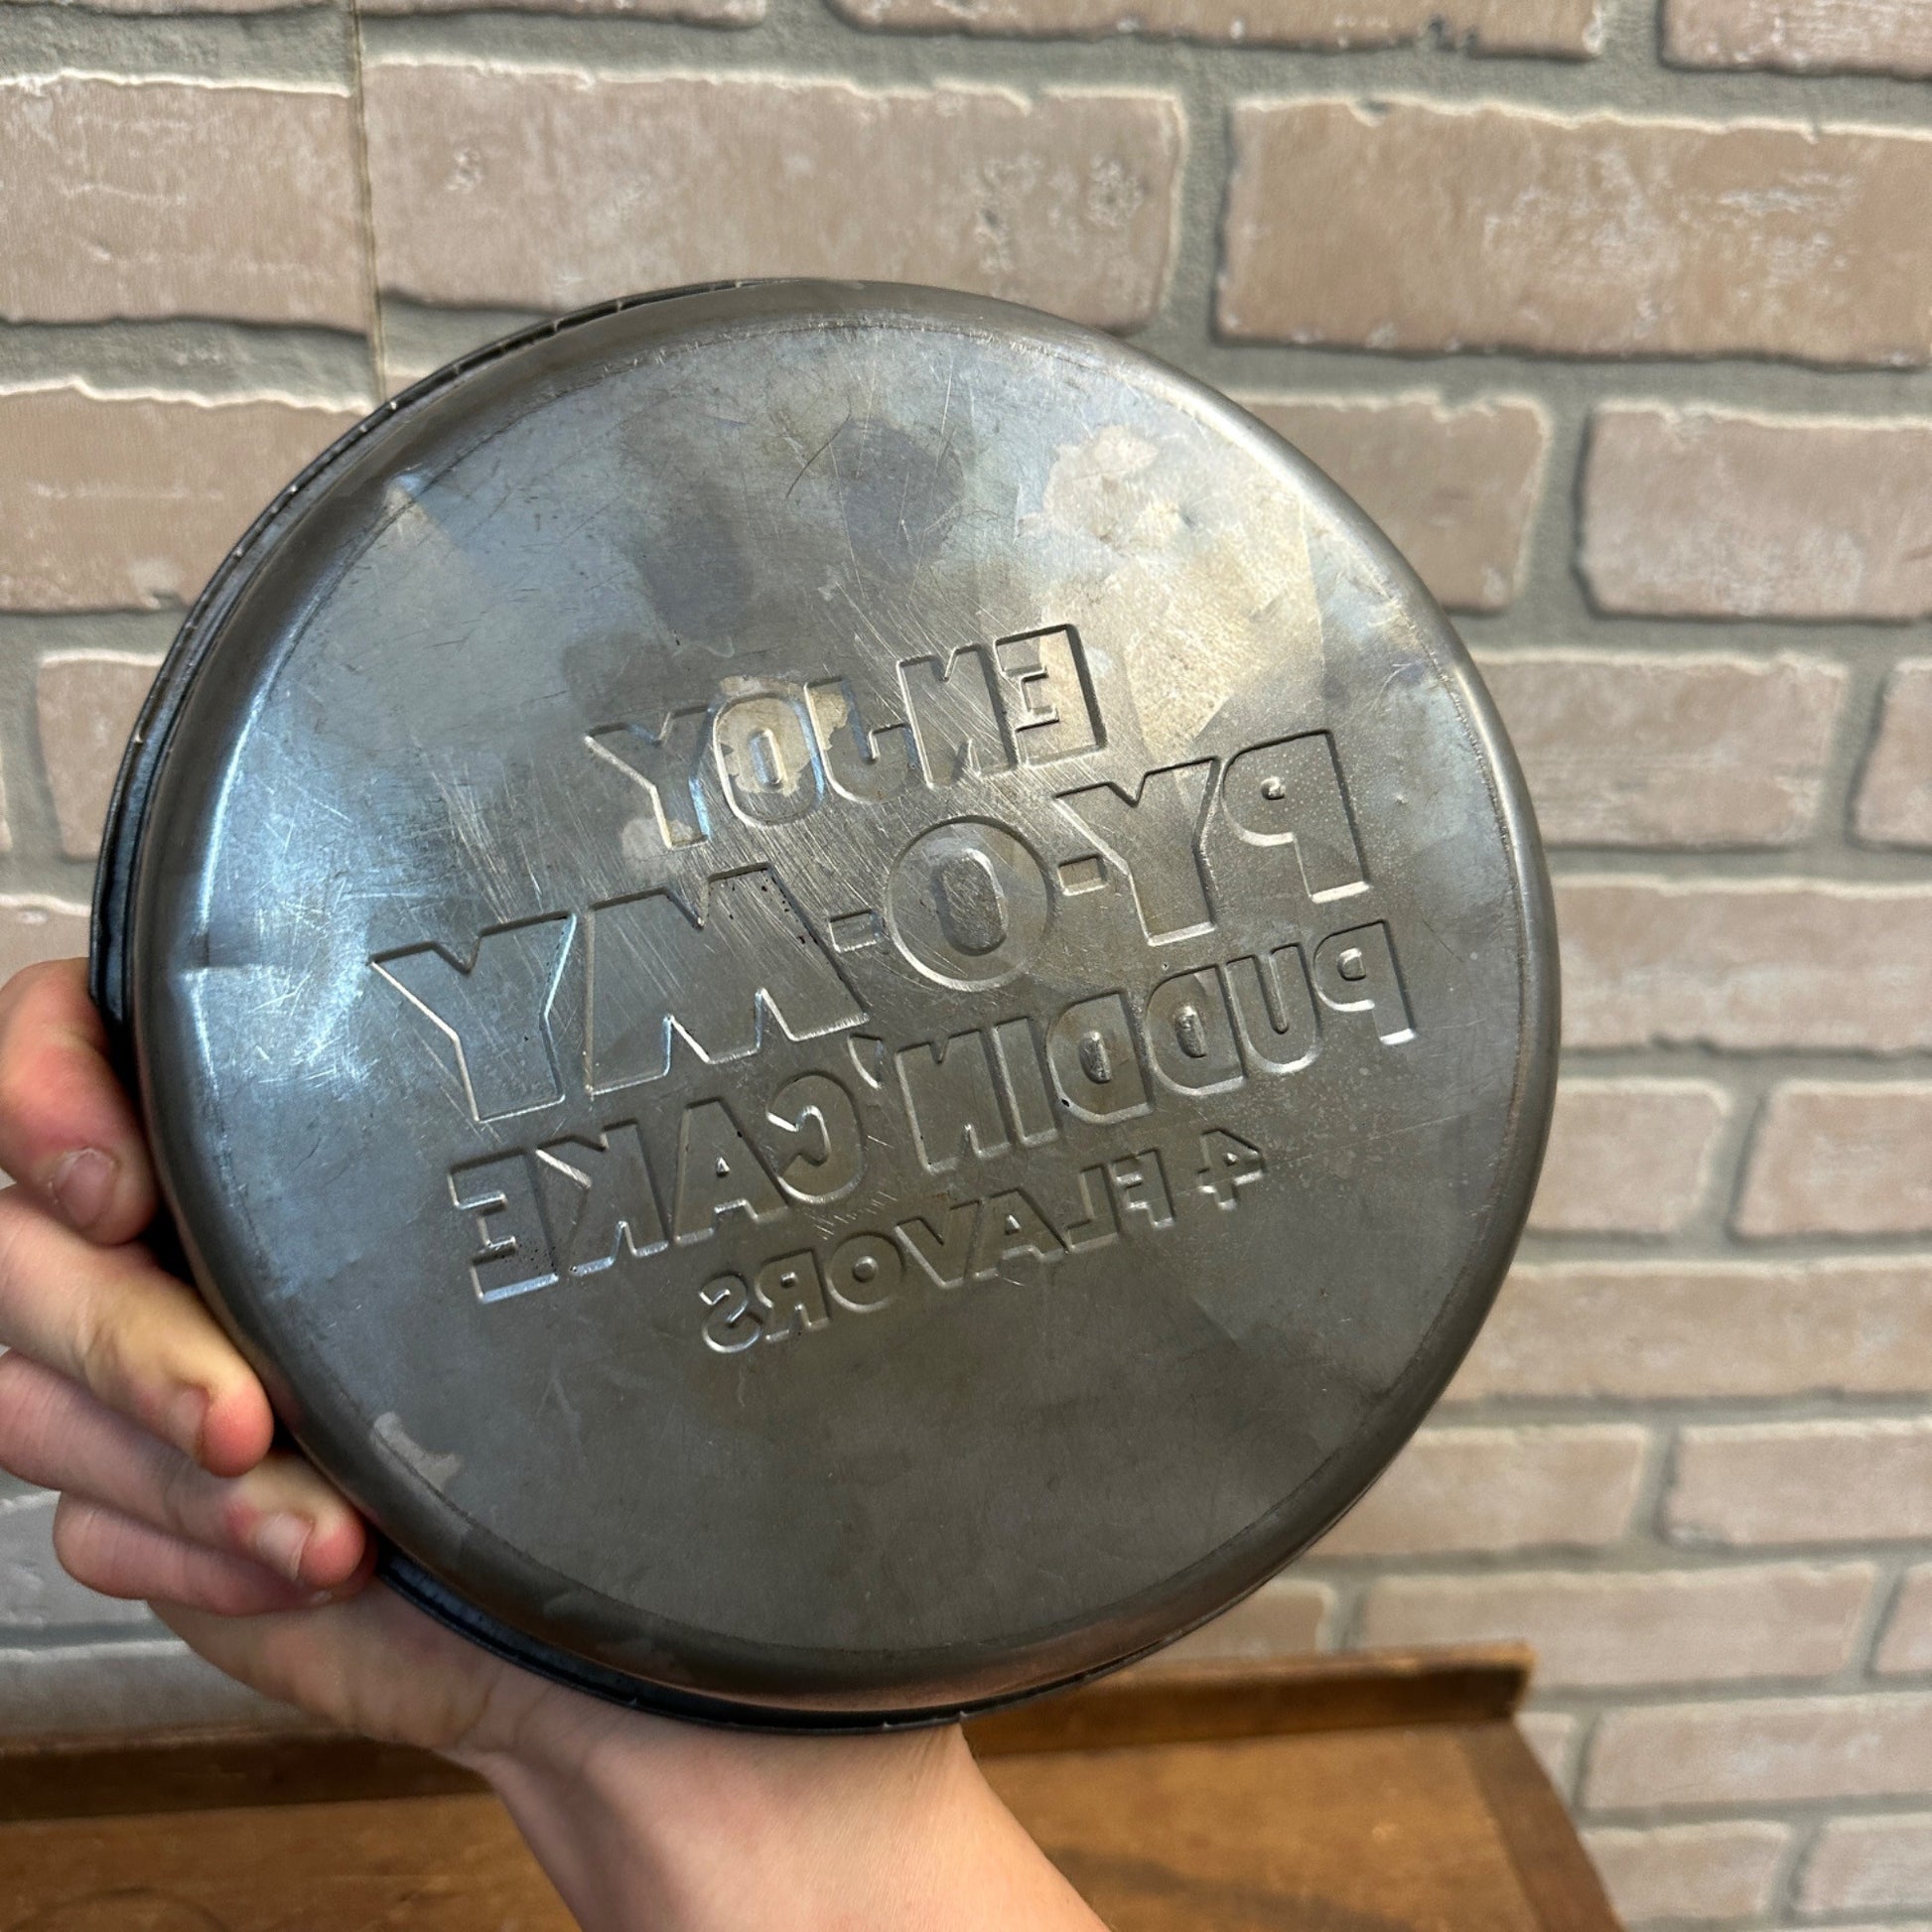 ENJOY
PY-O-MY
PUDDIN' CAKE
4 FLAVORS